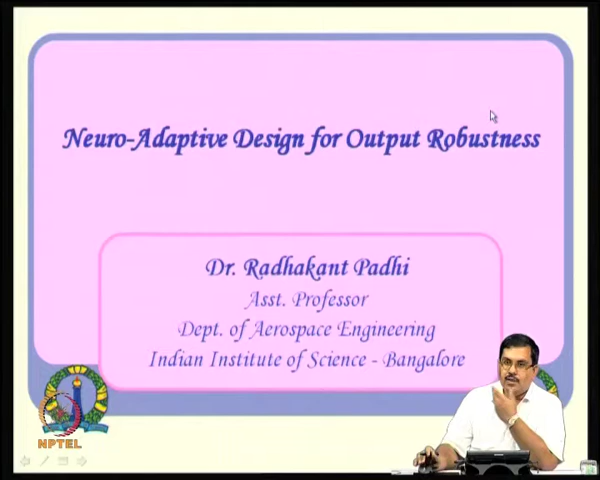 Neuro-Adaptive Design for Output Robustness
Dr. Radhakant Padhi
Asst. Professor
Dept. of Aerospace Engineering
Indian Institute of Science - Bangalore
NPTEL